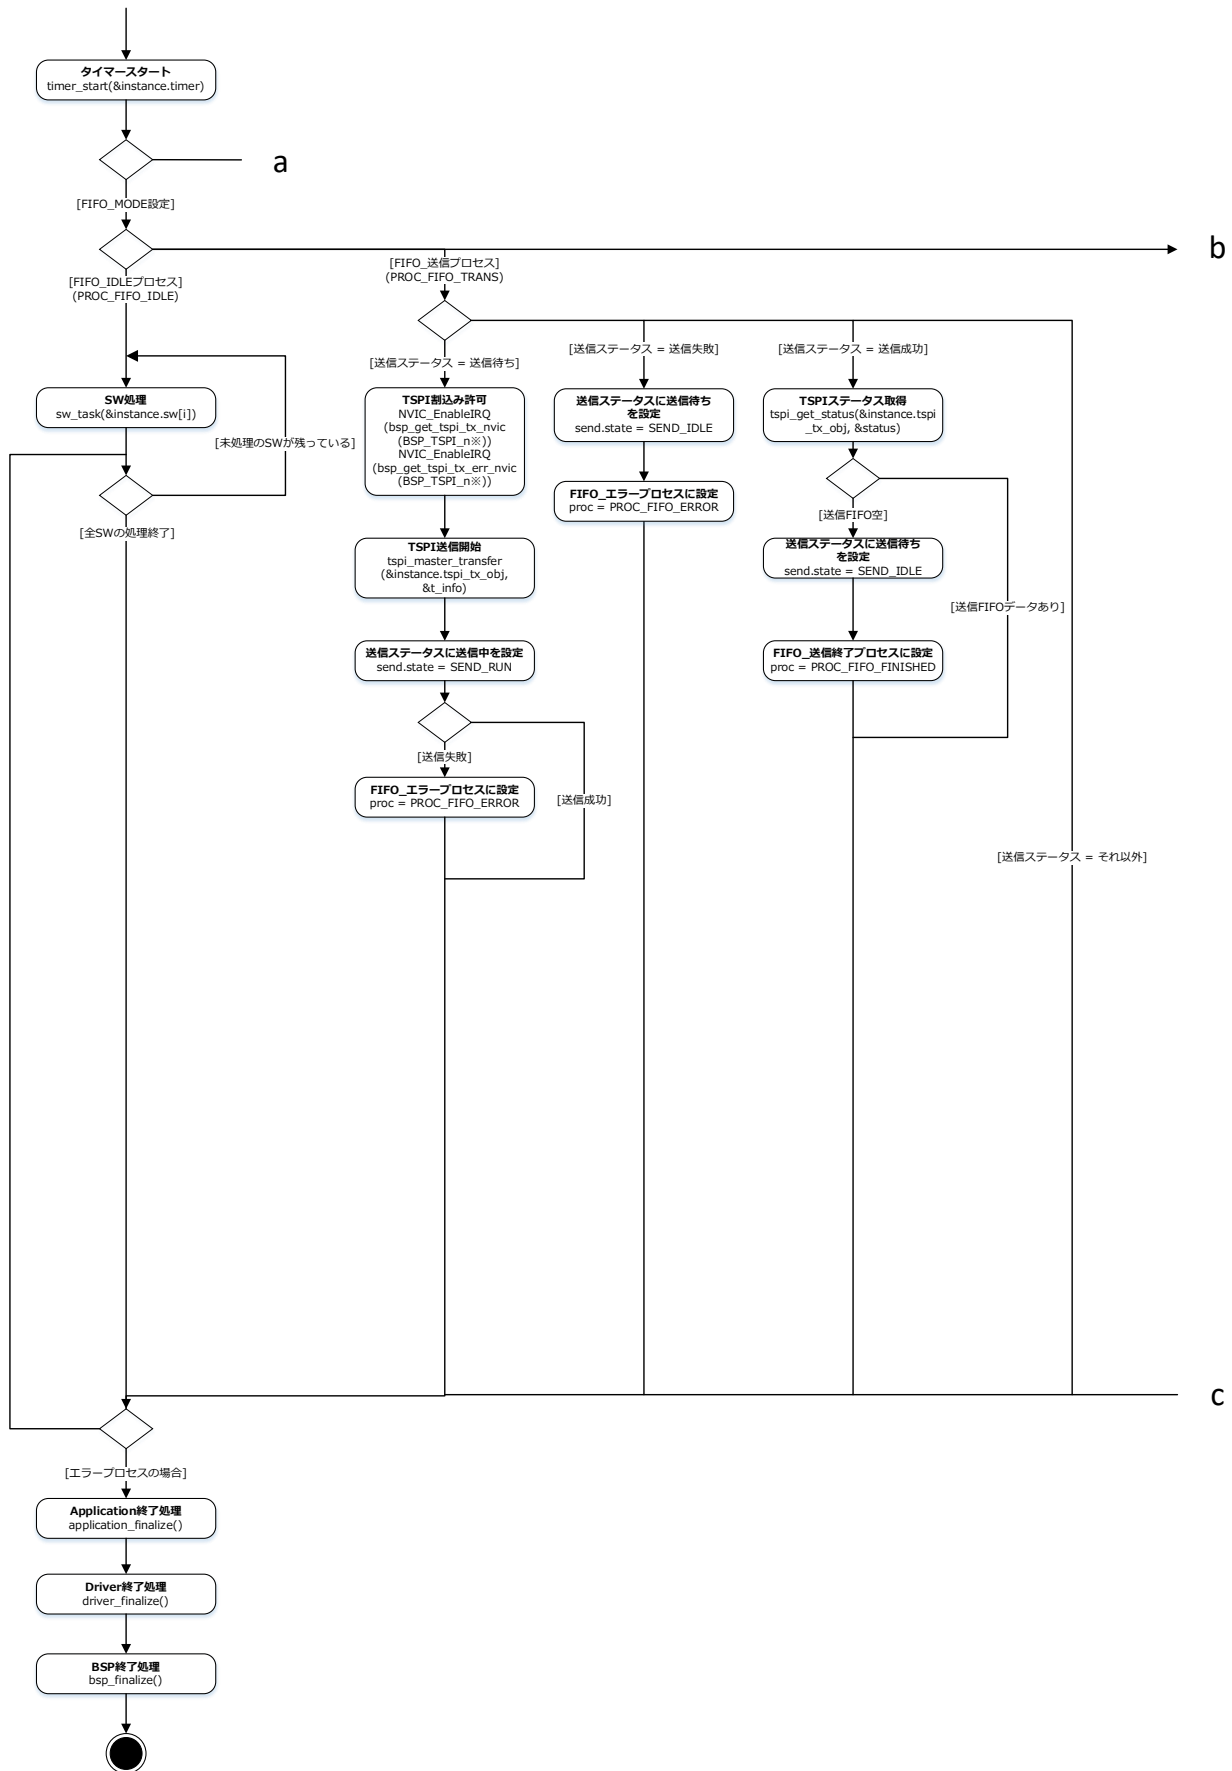 タイマースタート
timer_start(&instance.timer)
a
[FIFO_MODE設定]
b
[FIFO_IDLEプロセス]
(PROC_FIFO_IDLE)
[FIFO_送信プロセス]
(PROC_FIFO_TRANS)
[送信ステータス = 送信待ち]
[送信ステータス = 送信失敗]
[送信ステータス = 送信成功]
SW処理
sw_task(&instance.sw[i])
[未処理のSWが残っている]
[全SWの処理終了]
TSPI割込み許可
NVIC_EnableIRQ
(bsp_get_tspi_tx_nvic
(BSP_TSPI_n※))
NVIC_EnableIRQ
(bsp_get_tspi_tx_err_nvic
(BSP_TSPI_n※))
TSPI送信開始
tspi_master_transfer
(&instance.tspi_tx_obj,
&t_info)
送信ステータスに送信中を設定
send.state = SEND_RUN
[送信失敗]
FIFO_エラープロセスに設定
proc = PROC_FIFO_ERROR
[送信成功]
送信ステータスに送信待ち
を設定
send.state = SEND_IDLE
FIFO_エラープロセスに設定
proc = PROC_FIFO_ERROR
TSPIステータス取得
tspi_get_status(&instance.tspi
_tx_obj, &status)
[送信FIFO空]
送信ステータスに送信待ち
を設定
send.state = SEND_IDLE
[送信FIFOデータあり]
FIFO_送信終了プロセスに設定
proc = PROC_FIFO_FINISHED
[送信ステータス = それ以外]
c
[エラープロセスの場合]
Application終了処理
application_finalize()
Driver終了処理
driver_finalize()
BSP終了処理
bsp_finalize()